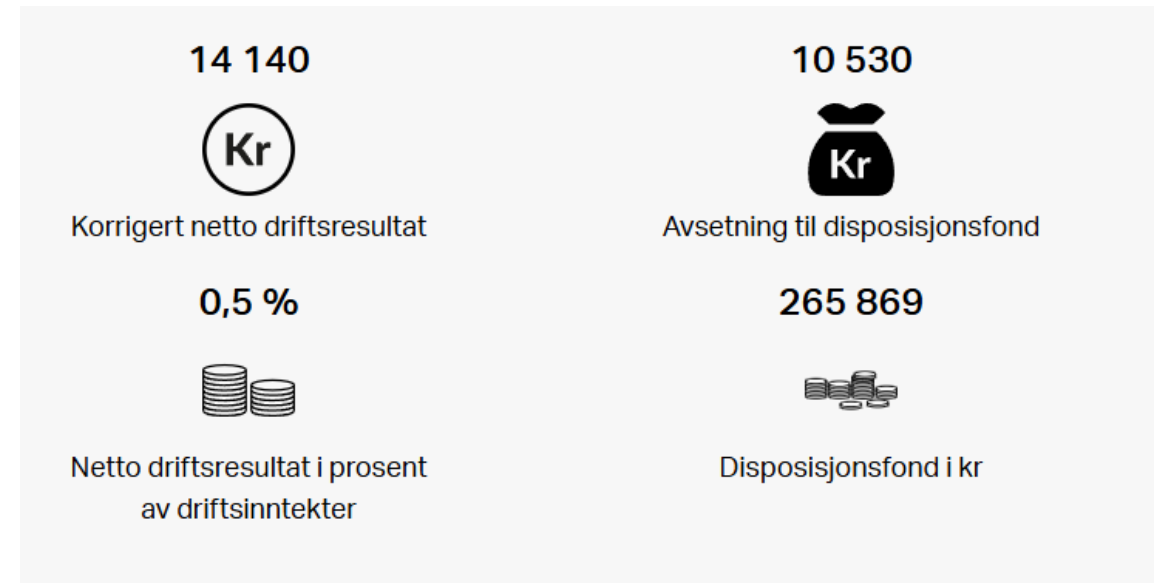 14 140
Kr
Korrigert netto driftsresultat
10 530
Kr
Avsetning til disposisjonsfond
0,5 %
Netto driftsresultat i prosent
av driftsinntekter
265 869
Disposisjonsfond i kr